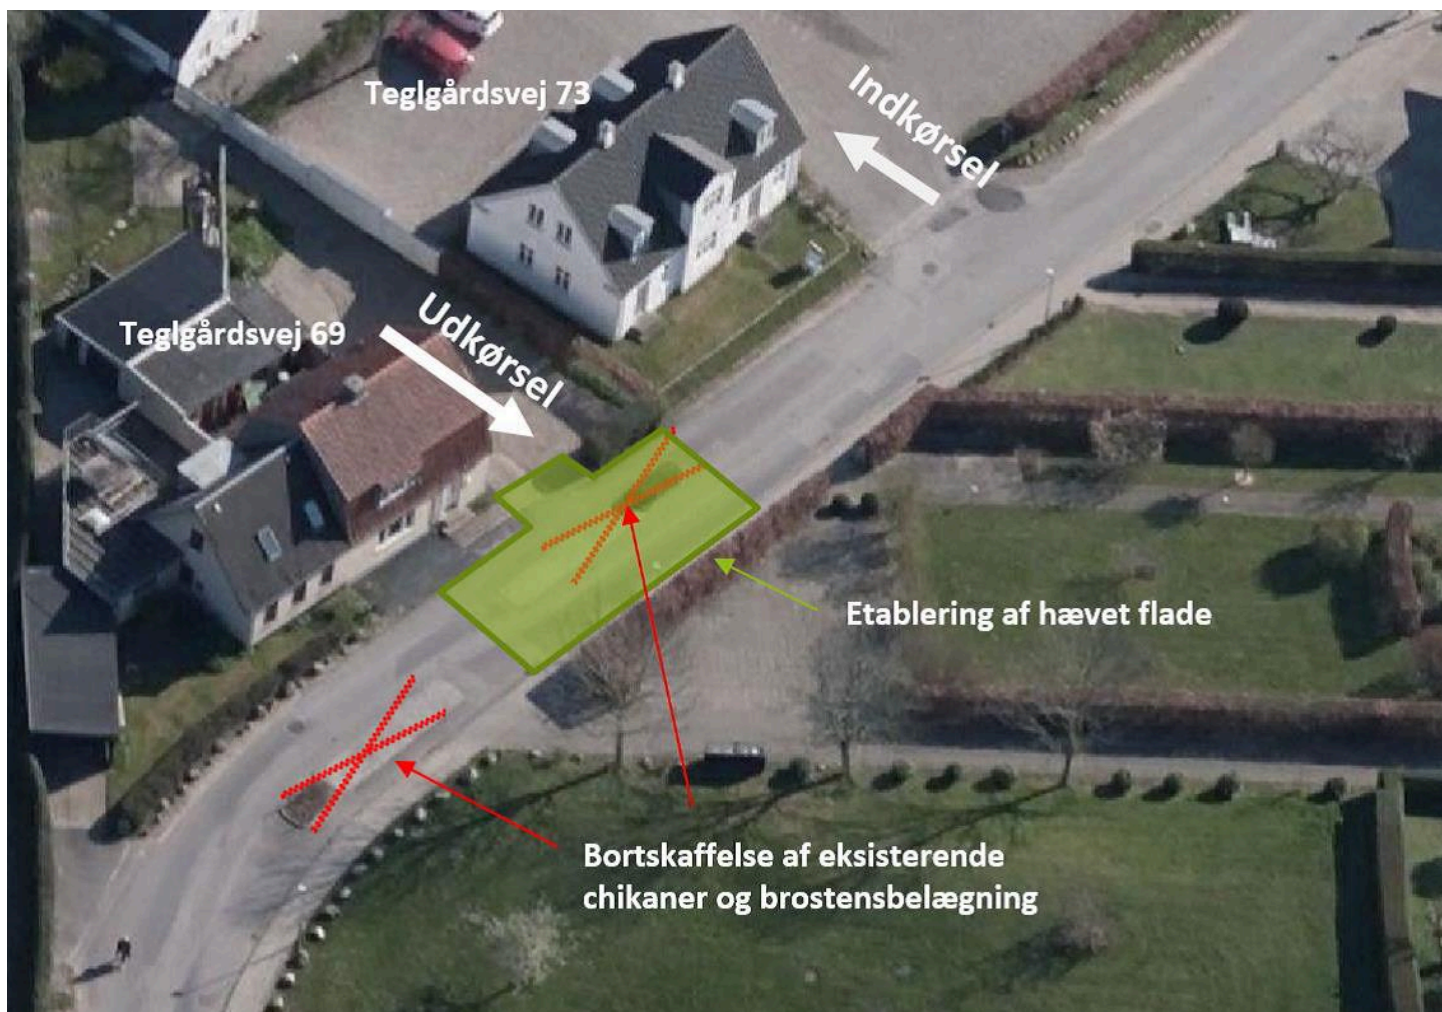 Teglgårdsvej 73
Indkørsel
Teglgårdsvej 69
Udkørsel
Etablering af hævet flade
Bortskaffelse af eksisterende
chikaner og brostensbelægning